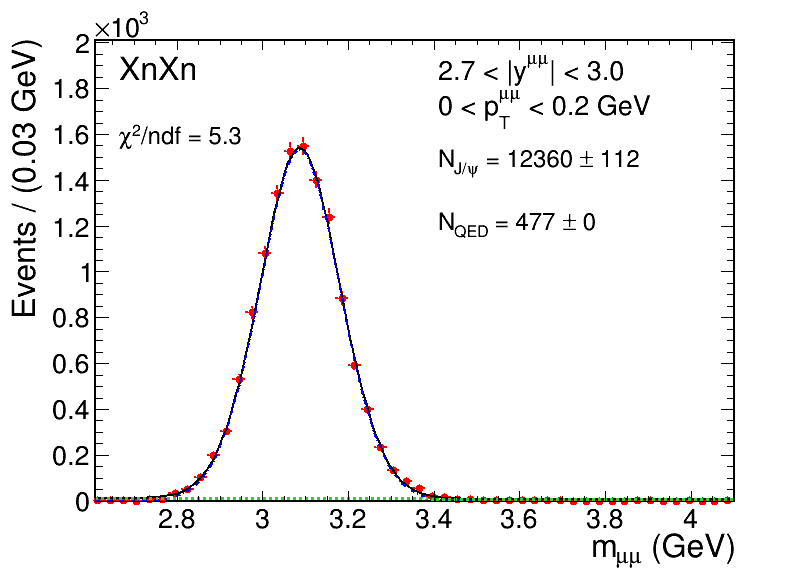 ×10³
XnXn
2.7 < |y^μμ| < 3.0
0 < p_T^μμ < 0.2 GeV
χ²/ndf = 5.3
N_J/ψ = 12360 ± 112
N_QED = 477 ± 0
Events / (0.03 GeV)
2
1.8
1.6
1.4
1.2
1
0.8
0.6
0.4
0.2
0
2.8 3 3.2 3.4 3.6 3.8 4
m_μμ (GeV)